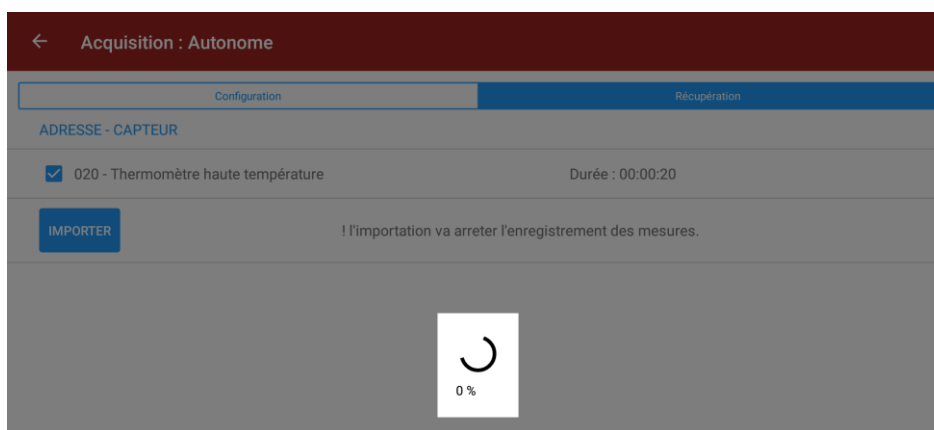 Acquisition : Autonome
Configuration
Récupération
ADRESSE - CAPTEUR
020 - Thermomètre haute température
Durée : 00:00:20
IMPORTER
! l'importation va arreter l'enregistrement des mesures.
0 %